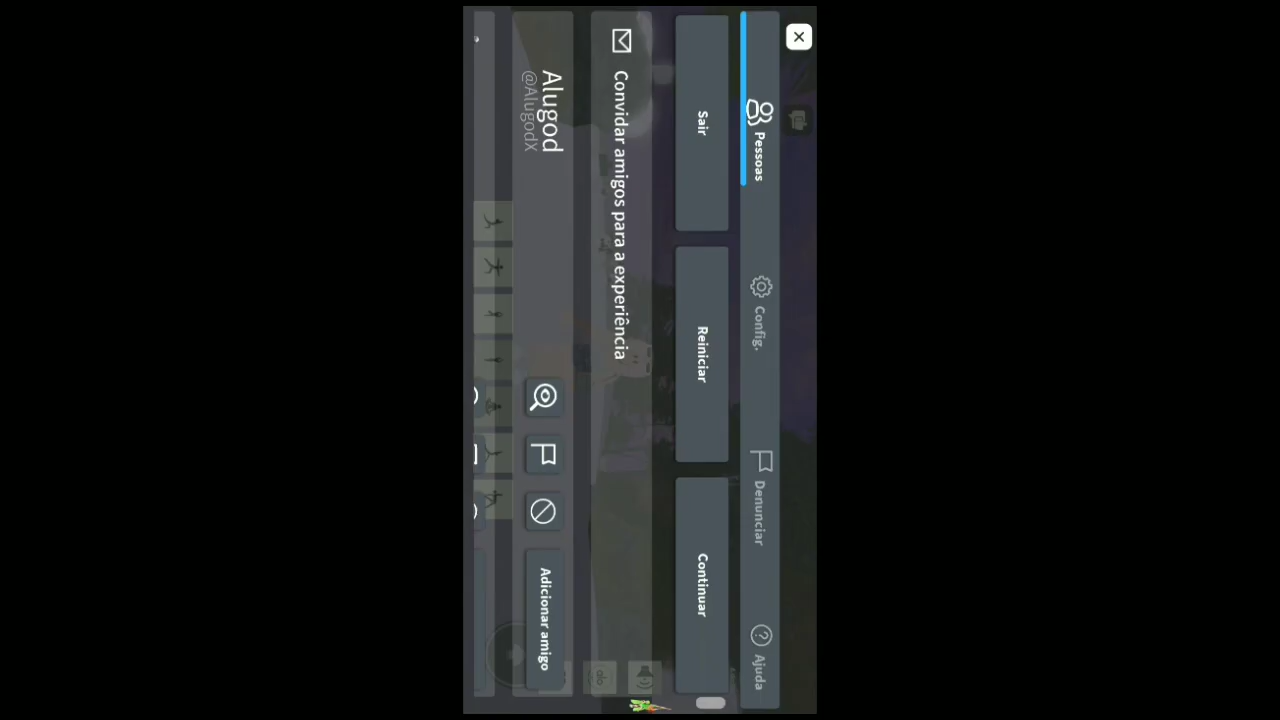 Pessoas
Config.
Denunciar
Ajuda
Sair
Reiniciar
Continuar
Convidar amigos para a experiência
Alugod
@AlugodX
Adicionar amigo